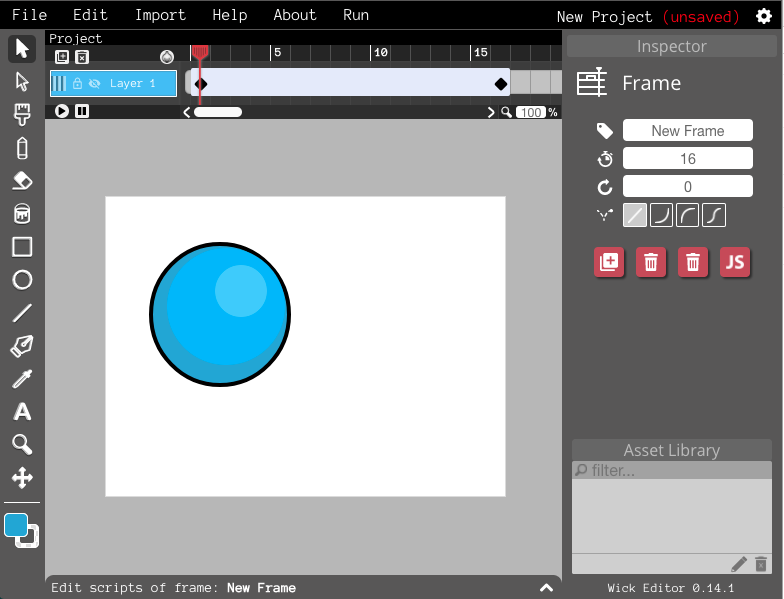 File Edit Import Help About Run New Project (unsaved)
Project
Inspector
5 10 15
Layer 1
Frame
100 %
New Frame
16
0
JS
Asset Library
filter...
Edit scripts of frame: New Frame
Wick Editor 0.14.1
A